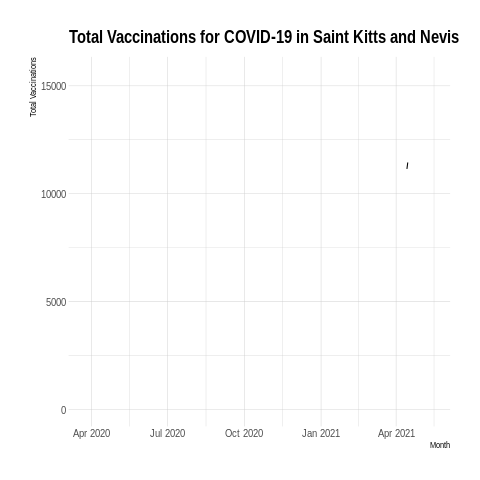 Total Vaccinations for COVID-19 in Saint Kitts and Nevis
Total Vaccinations
15000
10000
5000
0
Apr 2020 Jul 2020 Oct 2020 Jan 2021 Apr 2021
Month